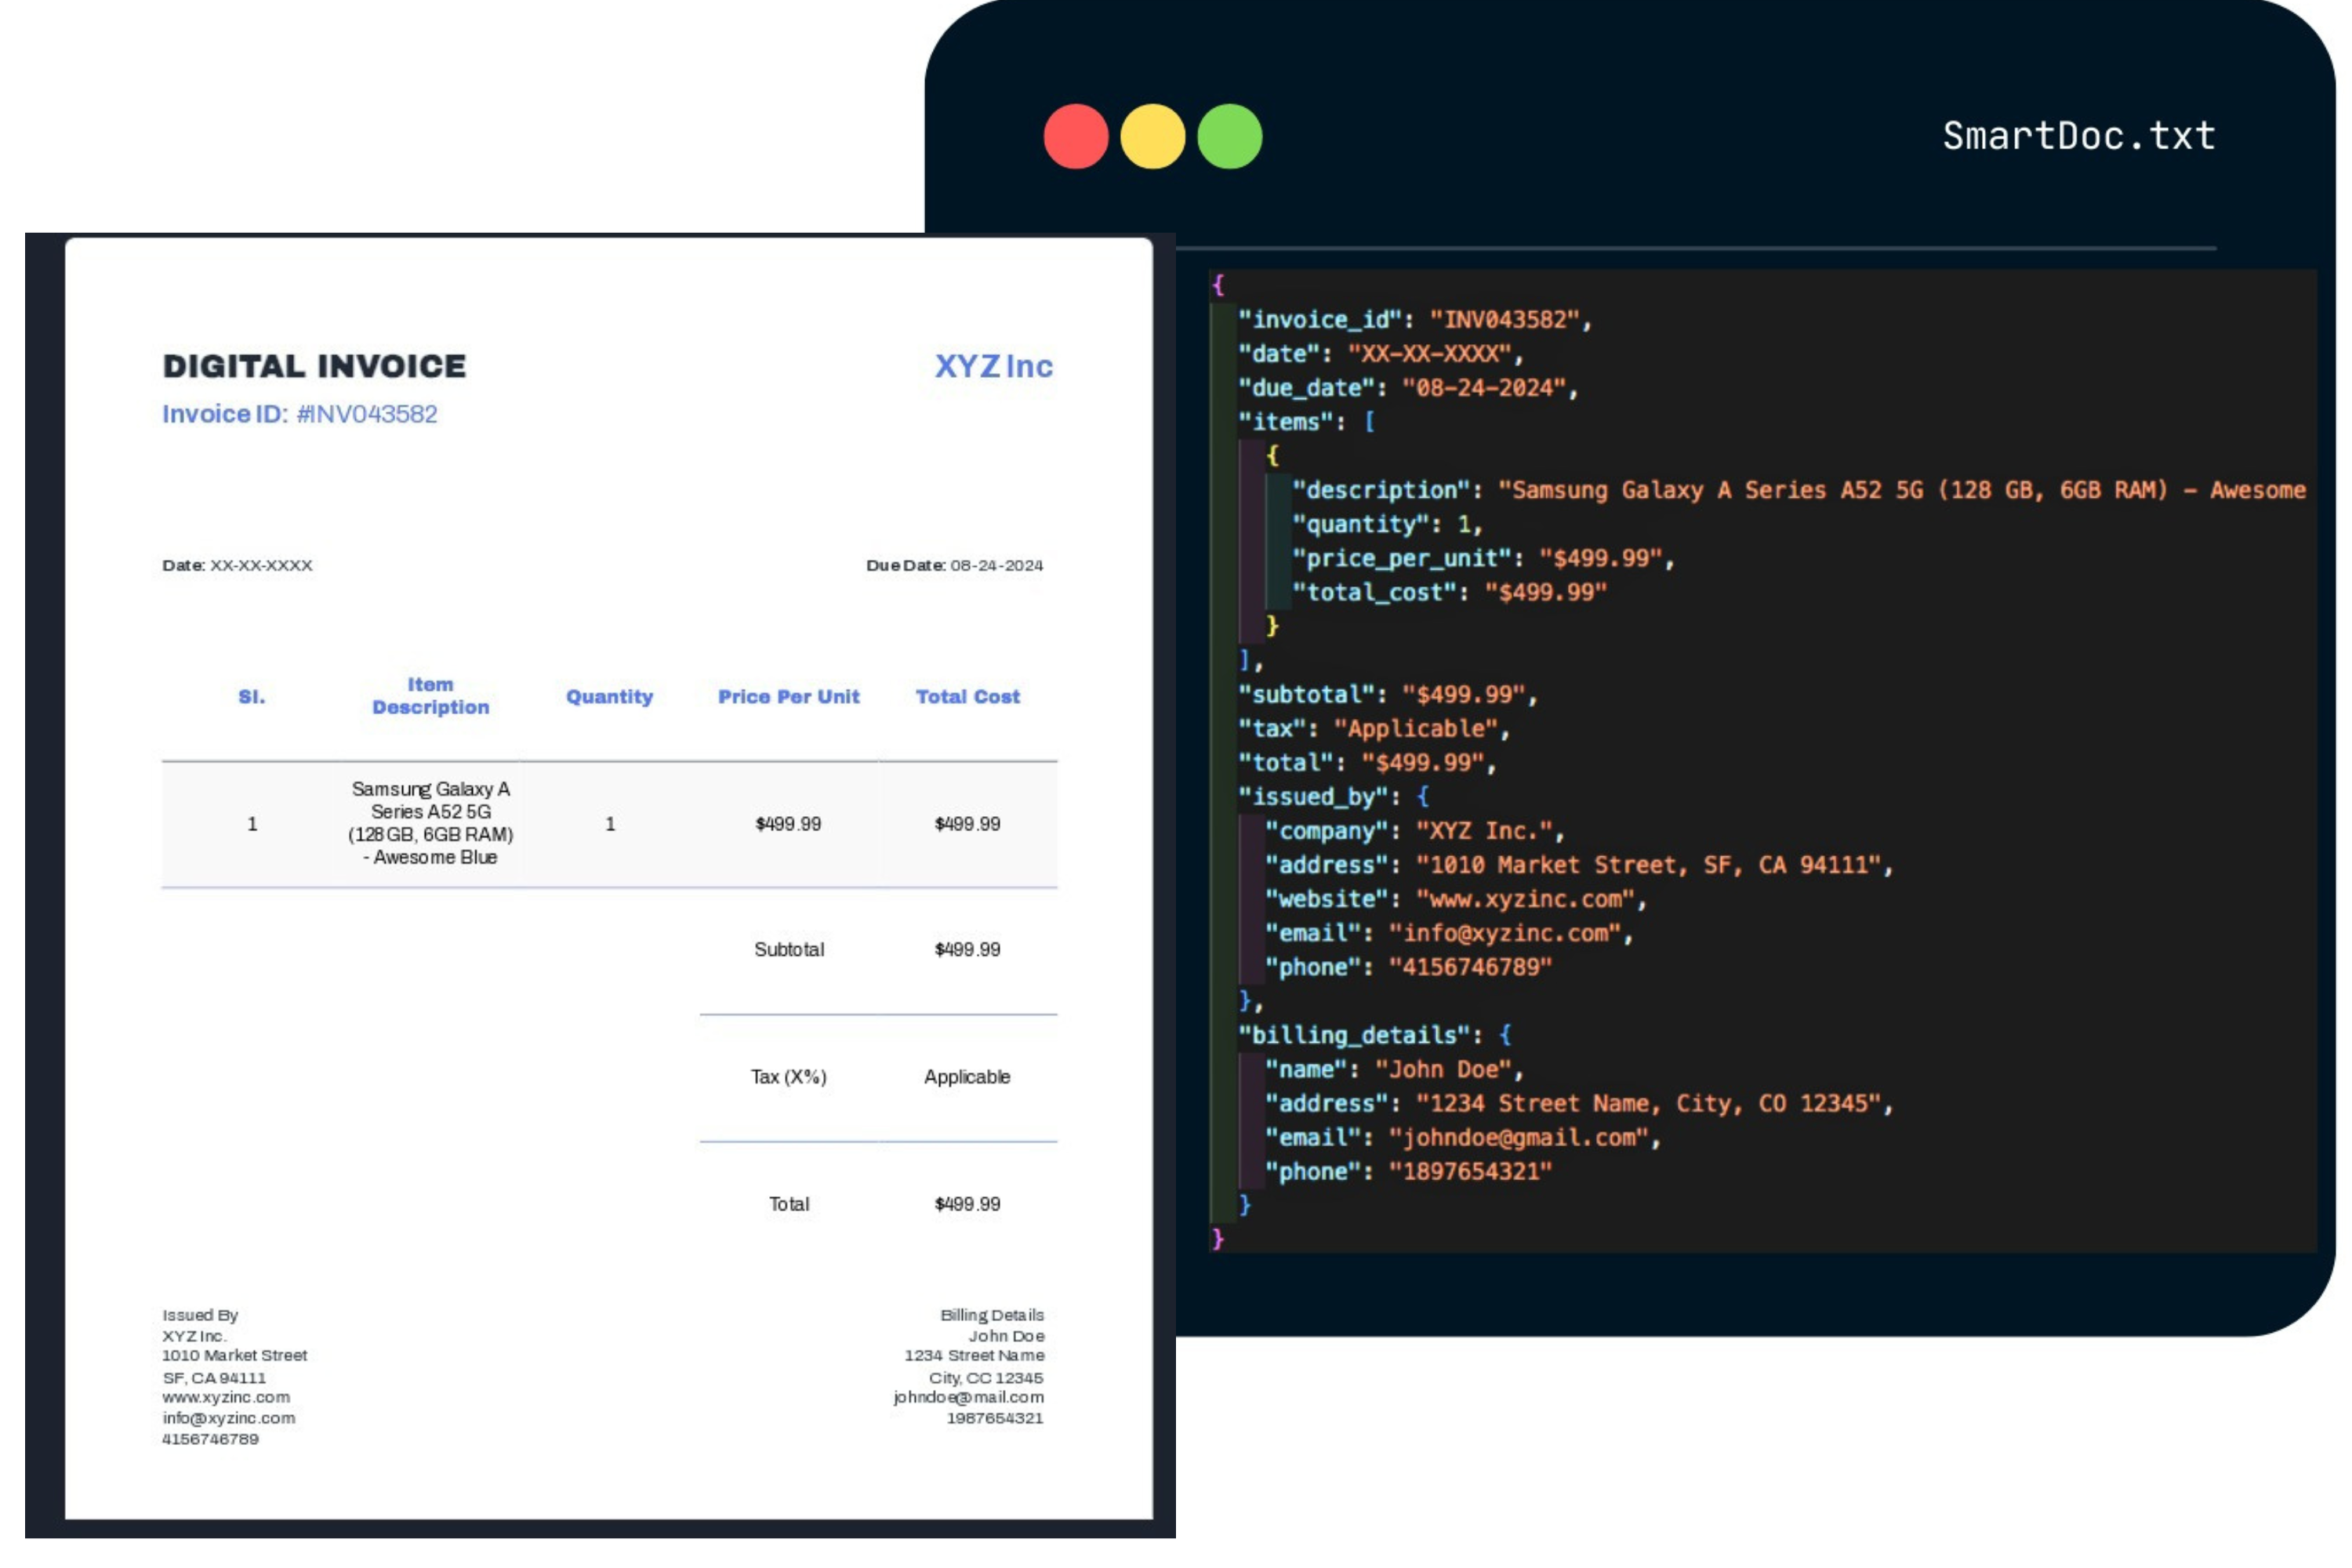 SmartDoc.txt
DIGITAL INVOICE
XYZ Inc
Invoice ID: #INV043582
Date: XX-XX-XXXX
Due Date: 08-24-2024
Sl.
Item
Description
Quantity
Price Per Unit
Total Cost
1
Samsung Galaxy A
Series A52 5G
(128 GB, 6GB RAM)
- Awesome Blue
1
$499.99
$499.99
Subtotal
$499.99
Tax (X%)
Applicable
Total
$499.99
Issued By
XYZ Inc.
1010 Market Street
SF, CA 94111
www.xyzinc.com
info@xyzinc.com
4156746789
Billing Details
John Doe
1234 Street Name
City, CC 12345
johndoe@mail.com
1987654321
{
"invoice_id": "INV043582",
"date": "XX-XX-XXXX",
"due_date": "08-24-2024",
"items": [
{
"description": "Samsung Galaxy A Series A52 5G (128 GB, 6GB RAM) – Awesome
"quantity": 1,
"price_per_unit": "$499.99",
"total_cost": "$499.99"
}
],
"subtotal": "$499.99",
"tax": "Applicable",
"total": "$499.99",
"issued_by": {
"company": "XYZ Inc.",
"address": "1010 Market Street, SF, CA 94111",
"website": "www.xyzinc.com",
"email": "info@xyzinc.com",
"phone": "4156746789"
},
"billing_details": {
"name": "John Doe",
"address": "1234 Street Name, City, CO 12345",
"email": "johndoe@gmail.com",
"phone": "1897654321"
}
}